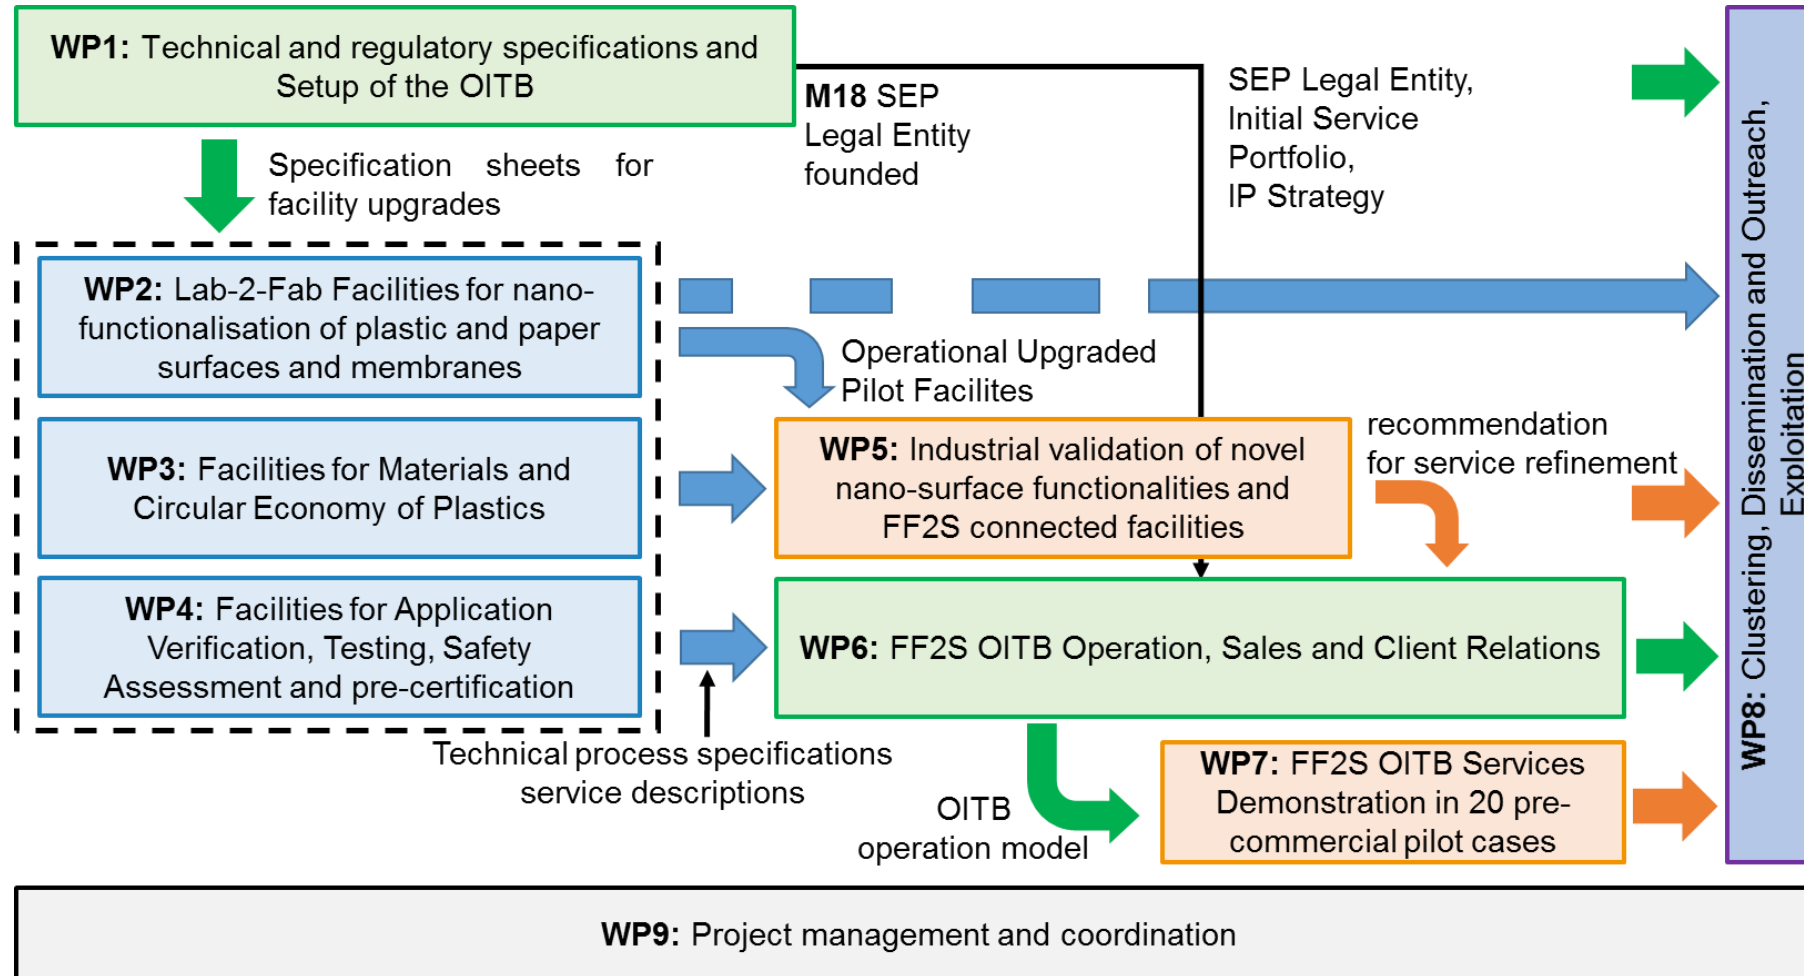 WP1: Technical and regulatory specifications and
Setup of the OITB
M18 SEP
Legal Entity
founded
SEP Legal Entity,
Initial Service
Portfolio,
IP Strategy
Specification sheets for
facility upgrades
WP2: Lab-2-Fab Facilities for nano-
functionalisation of plastic and paper
surfaces and membranes
Operational Upgraded
Pilot Facilites
WP3: Facilities for Materials and
Circular Economy of Plastics
WP5: Industrial validation of novel
nano-surface functionalities and
FF2S connected facilities
recommendation
for service refinement
WP4: Facilities for Application
Verification, Testing, Safety
Assessment and pre-certification
WP6: FF2S OITB Operation, Sales and Client Relations
Technical process specifications
service descriptions
OITB
operation model
WP7: FF2S OITB Services
Demonstration in 20 pre-
commercial pilot cases
WP8: Clustering, Dissemination and Outreach,
Exploitation
WP9: Project management and coordination